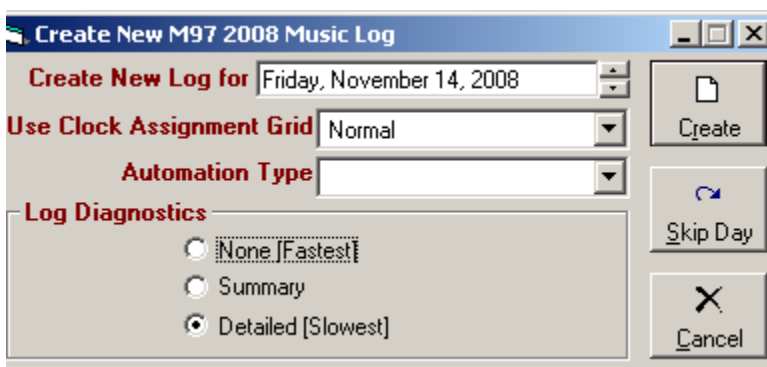 Create New M97 2008 Music Log
Create New Log for Friday, November 14, 2008
Use Clock Assignment Grid Normal
Automation Type
Log Diagnostics
None [Fastest]
Summary
Detailed [Slowest]
Create
Skip Day
Cancel